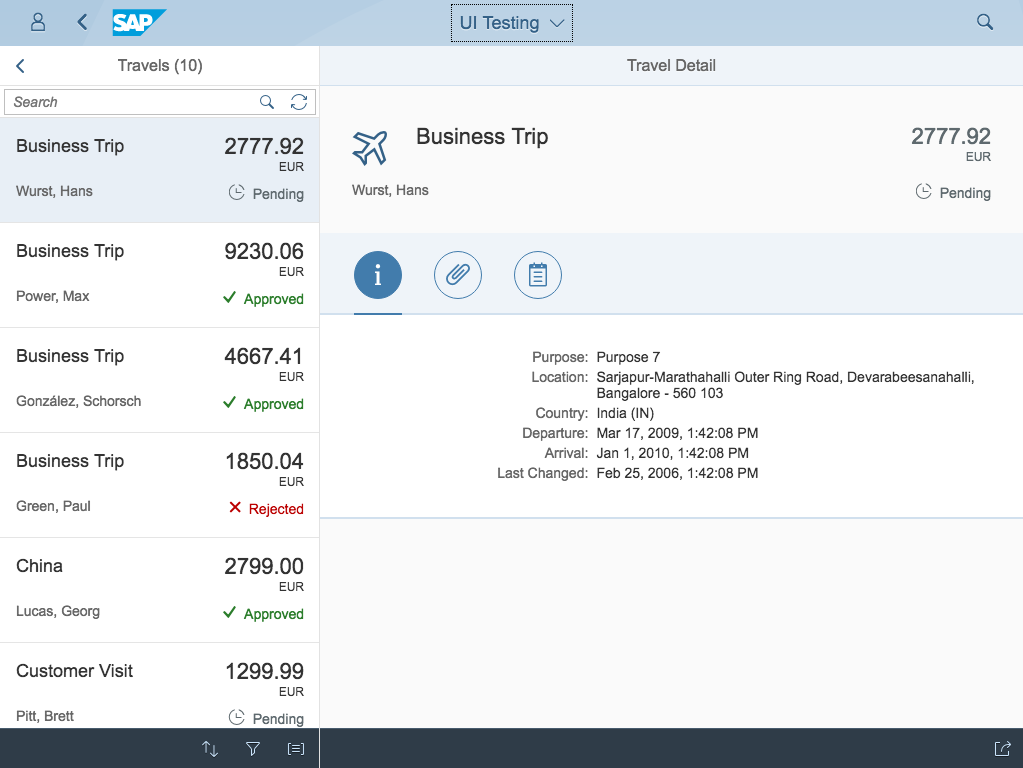 SAP
UI Testing
Travels (10)
Search
Business Trip
2777.92
EUR
Wurst, Hans
Pending
Business Trip
9230.06
EUR
Power, Max
Approved
Business Trip
4667.41
EUR
González, Schorsch
Approved
Business Trip
1850.04
EUR
Green, Paul
Rejected
China
2799.00
EUR
Lucas, Georg
Approved
Customer Visit
1299.99
EUR
Pitt, Brett
Pending
Travel Detail
Business Trip
2777.92
EUR
Wurst, Hans
Pending
Purpose: Purpose 7
Location: Sarjapur-Marathahalli Outer Ring Road, Devarabeesanahalli,
Bangalore - 560 103
Country: India (IN)
Departure: Mar 17, 2009, 1:42:08 PM
Arrival: Jan 1, 2010, 1:42:08 PM
Last Changed: Feb 25, 2006, 1:42:08 PM